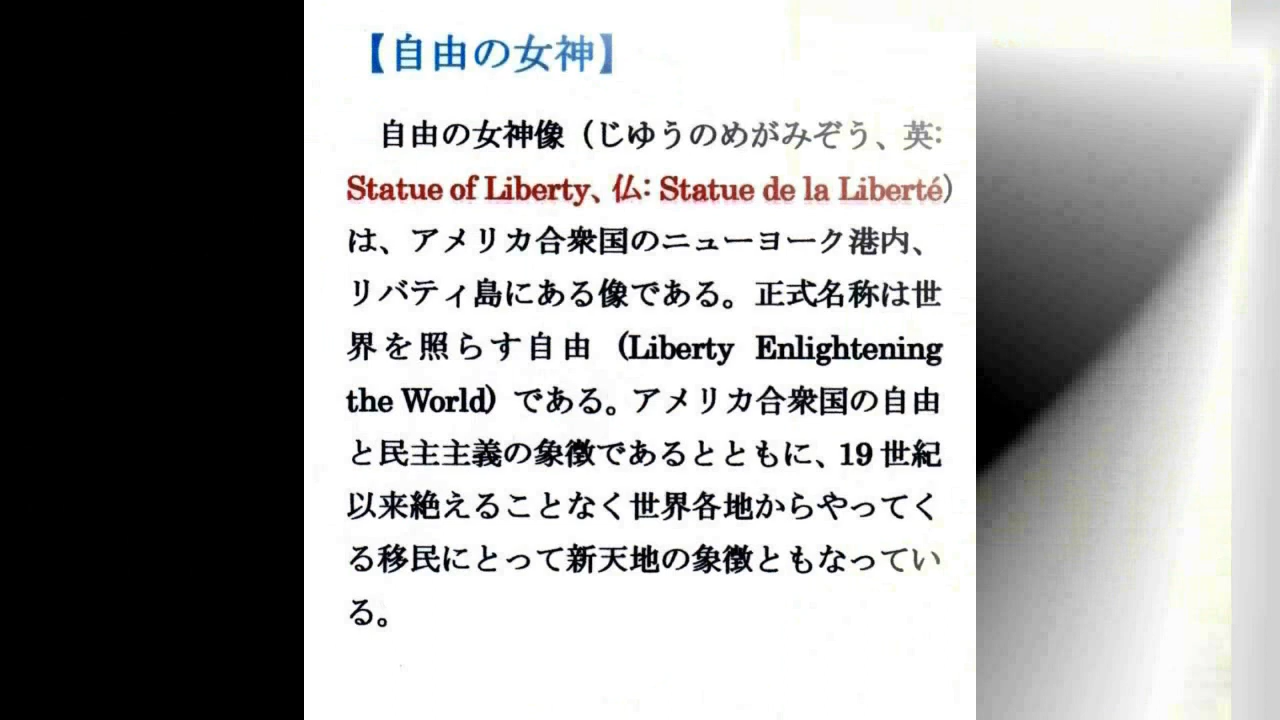 【自由の女神】
自由の女神像（じゆうのめがみぞう、英:
Statue of Liberty、仏: Statue de la Liberté）
は、アメリカ合衆国のニューヨーク港内、
リバティ島にある像である。正式名称は世
界を照らす自由 (Liberty Enlightening
the World) である。アメリカ合衆国の自由
と民主主義の象徴であるとともに、19 世紀
以来絶えることなく世界各地からやってく
る移民にとって新天地の象徴ともなってい
る。